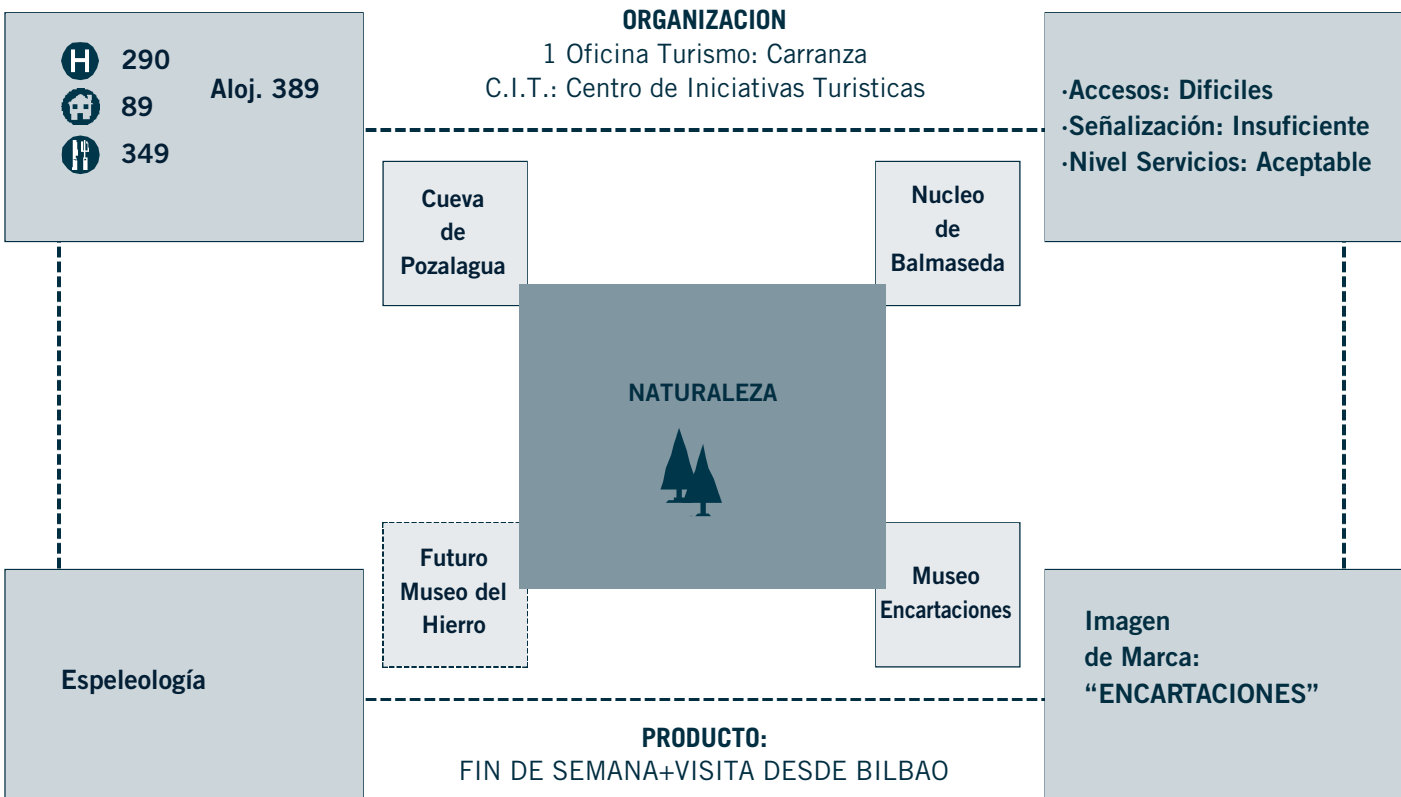 ORGANIZACION
1 Oficina Turismo: Carranza
C.I.T.: Centro de Iniciativas Turisticas
H 290
89
349
Aloj. 389
·Accesos: Dificiles
·Señalización: Insuficiente
·Nivel Servicios: Aceptable
Cueva
de
Pozalagua
Nucleo
de
Balmaseda
NATURALEZA
Futuro
Museo del
Hierro
Museo
Encartaciones
Espeleología
Imagen
de Marca:
“ENCARTACIONES”
PRODUCTO:
FIN DE SEMANA+VISITA DESDE BILBAO